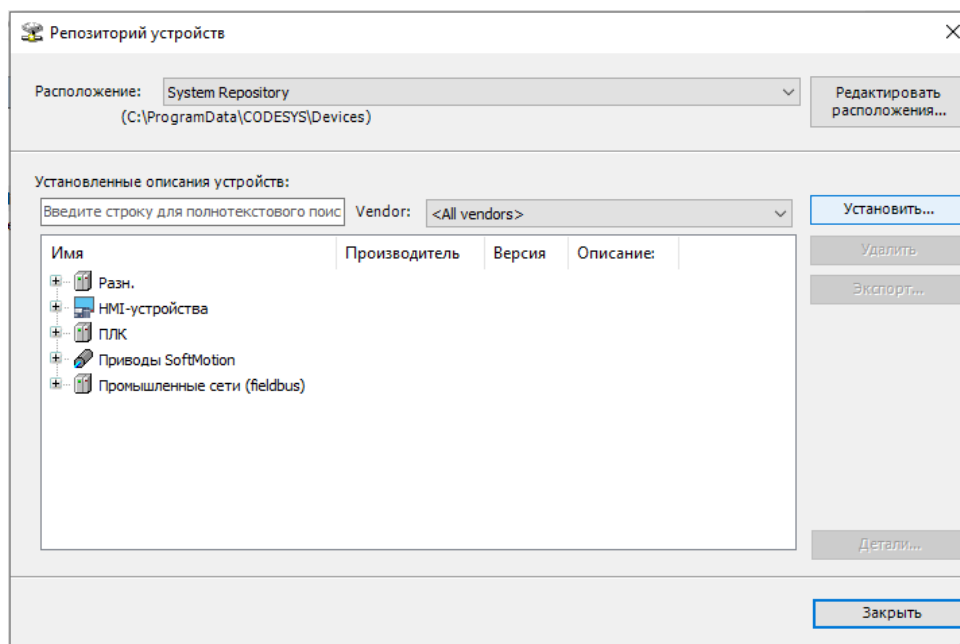 Репозиторий устройств
Расположение: System Repository
Редактировать расположения...
(C:\ProgramData\CODESYS\Devices)
Установленные описания устройств:
Введите строку для полнотекстового поис
Vendor: <All vendors>
Установить...
Удалить
Экспорт...
Имя Производитель Версия Описание:
Разн.
HMI-устройства
ПЛК
Приводы SoftMotion
Промышленные сети (fieldbus)
Детали...
Закрыть